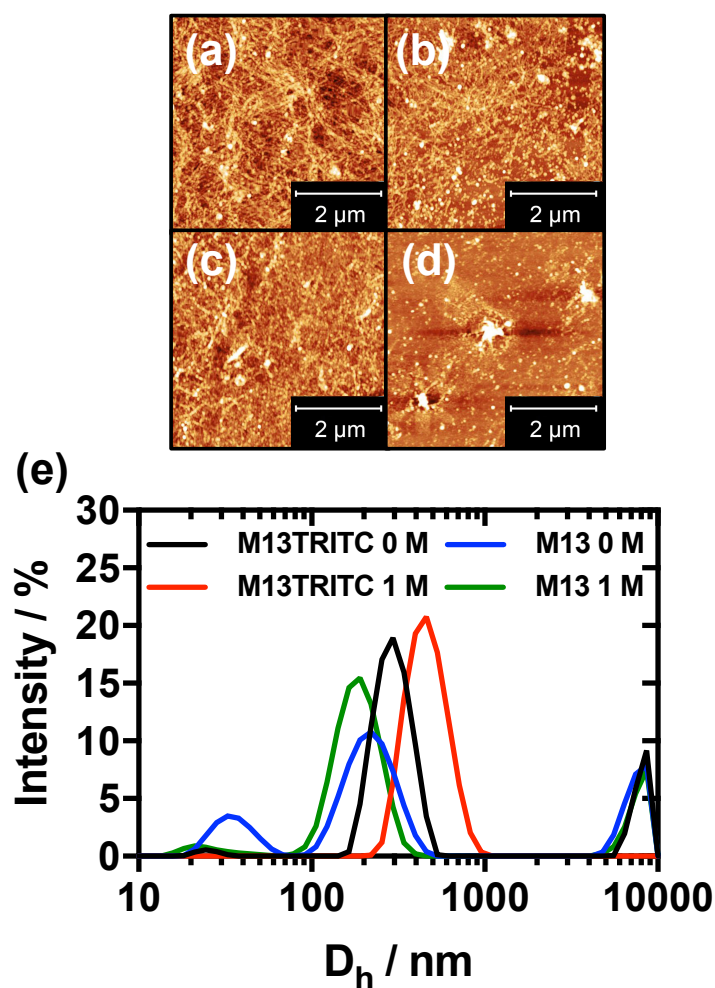 (a) (b)
2 µm 2 µm
(c) (d)
2 µm 2 µm
(e)
30
25
20
15
10
5
0
Intensity / %
M13TRITC 0 M M13 0 M
M13TRITC 1 M M13 1 M
10 100 1000 10000
Dₕ / nm